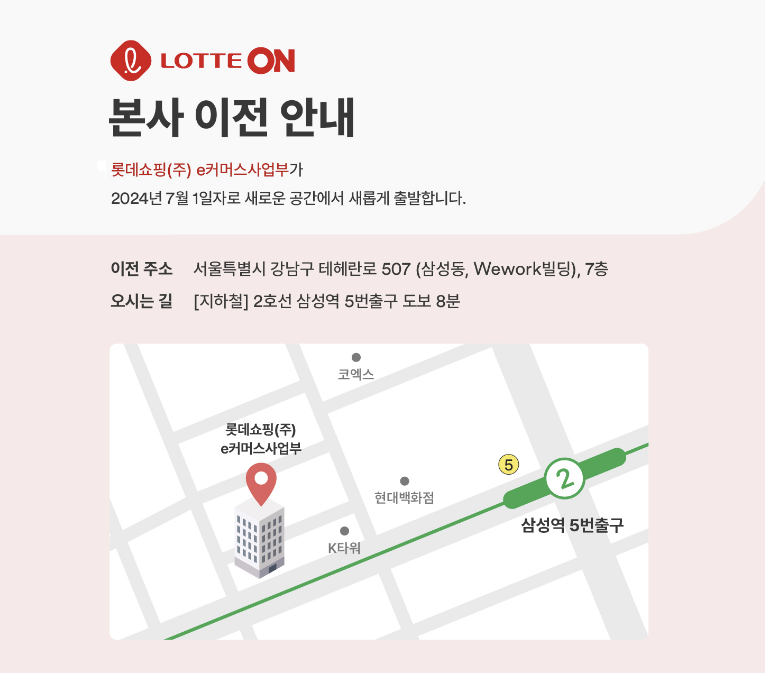 LOTTE ON
본사 이전 안내
롯데쇼핑(주) e커머스사업부가
2024년 7월 1일자로 새로운 공간에서 새롭게 출발합니다.
이전 주소 서울특별시 강남구 테헤란로 507 (삼성동, Wework빌딩), 7층
오시는 길 [지하철] 2호선 삼성역 5번출구 도보 8분
코엑스
롯데쇼핑(주)
e커머스사업부
5
2
현대백화점
삼성역 5번출구
K타워